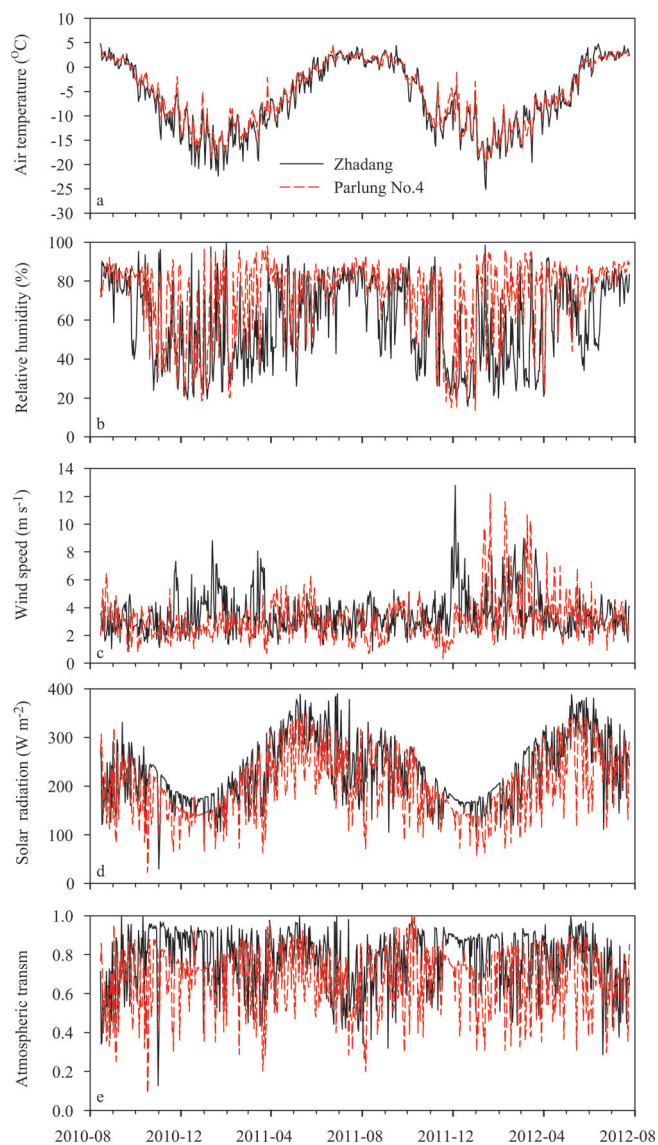 Air temperature (°C)
10
5
0
-5
-10
-15
-20
-25
-30
Zhadang
Parlung No.4
a
Relative humidity (%)
100
80
60
40
20
0
b
Wind speed (m s⁻¹)
14
12
10
8
6
4
2
0
c
Solar radiation (W m⁻²)
400
300
200
100
0
d
Atmospheric transm
1.0
0.8
0.6
0.4
0.2
0.0
e
2010-08 2010-12 2011-04 2011-08 2011-12 2012-04 2012-08